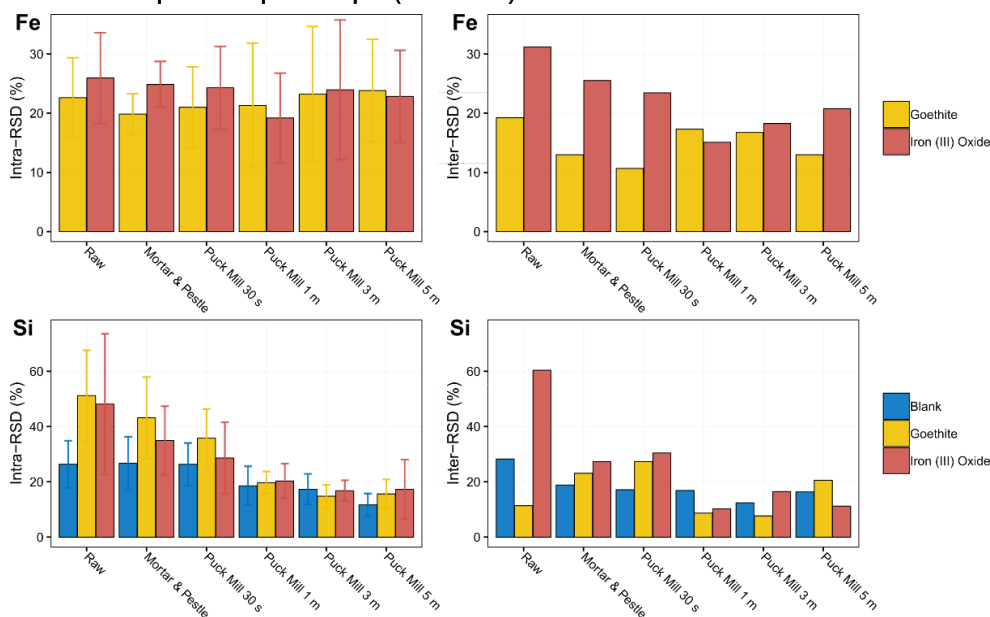 Fe
Intra−RSD (%)
30
20
10
0
Raw
Mortar & Pestle
Puck Mill 30 s
Puck Mill 1 m
Puck Mill 3 m
Puck Mill 5 m
Fe
Inter−RSD (%)
30
20
10
0
Raw
Mortar & Pestle
Puck Mill 30 s
Puck Mill 1 m
Puck Mill 3 m
Puck Mill 5 m
Goethite
Iron (III) Oxide
Si
Intra−RSD (%)
60
40
20
0
Raw
Mortar & Pestle
Puck Mill 30 s
Puck Mill 1 m
Puck Mill 3 m
Puck Mill 5 m
Si
Inter−RSD (%)
60
40
20
0
Raw
Mortar & Pestle
Puck Mill 30 s
Puck Mill 1 m
Puck Mill 3 m
Puck Mill 5 m
Blank
Goethite
Iron (III) Oxide